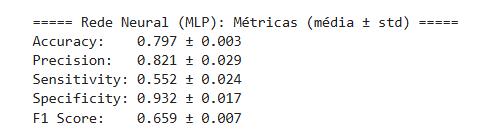 ===== Rede Neural (MLP): Métricas (média ± std) =====
Accuracy:    0.797 ± 0.003
Precision:   0.821 ± 0.029
Sensitivity: 0.552 ± 0.024
Specificity: 0.932 ± 0.017
F1 Score:    0.659 ± 0.007